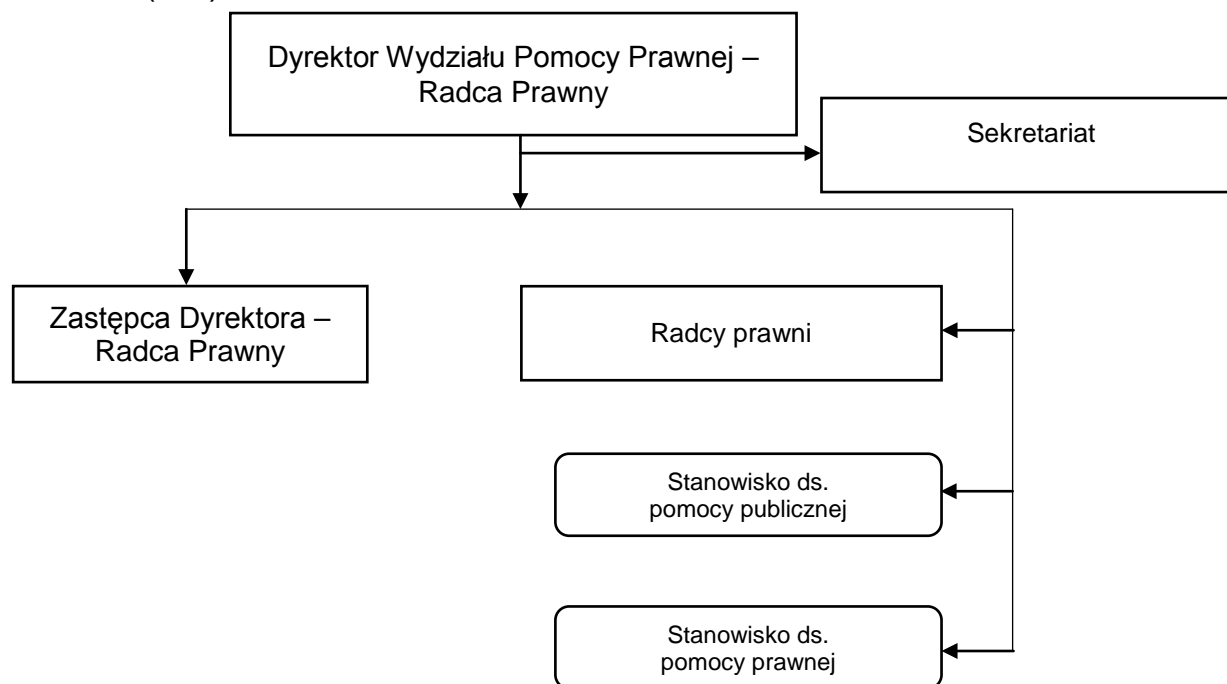 Dyrektor Wydziału Pomocy Prawnej –
Radca Prawny
Sekretariat
Zastępca Dyrektora –
Radca Prawny
Radcy prawni
Stanowisko ds.
pomocy publicznej
Stanowisko ds.
pomocy prawnej